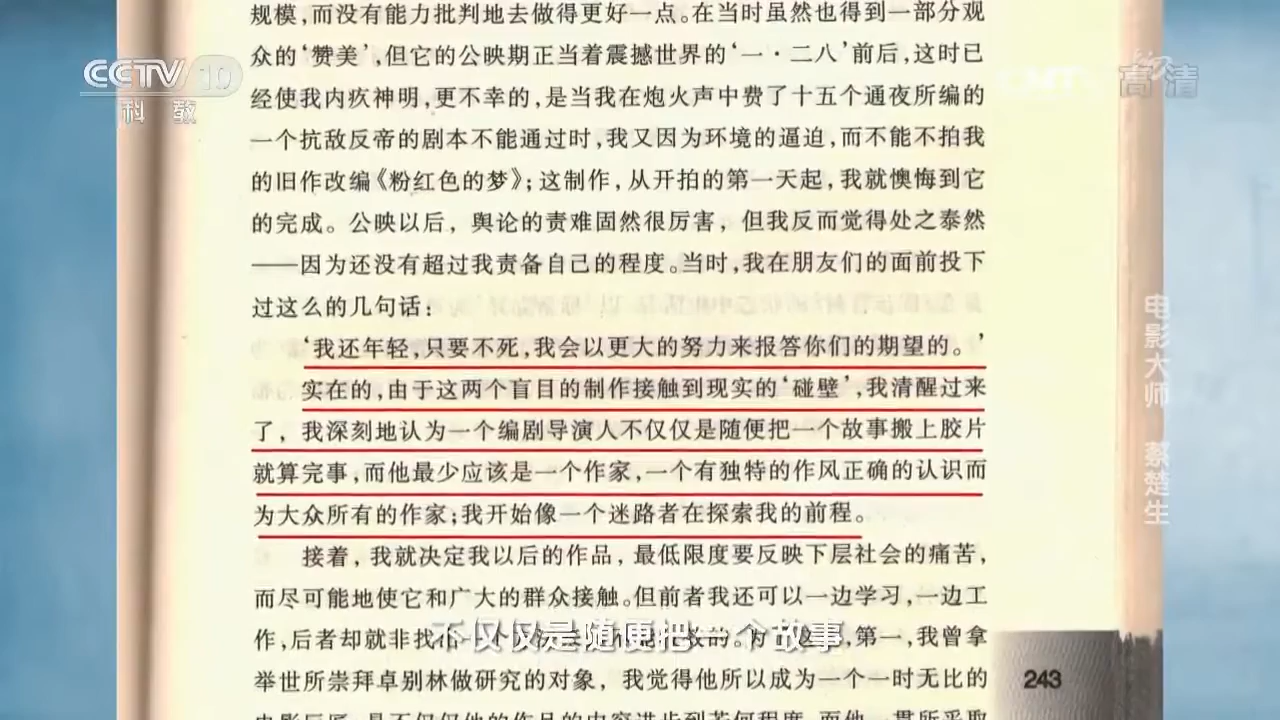 规模,而没有能力批判地去做得更好一点。在当时虽然也得到一部分观
众的‘赞美’,但它的公映期正当着震撼世界的‘一·二八’前后,这时已
经使我内疚神明,更不幸的,是当我在炮火声中费了十五个通夜所编的
一个抗敌反帝的剧本不能通过时,我又因为环境的逼迫,而不能不拍我
的旧作改编《粉红色的梦》;这制作,从开拍的第一天起,我就懊悔到它
的完成。公映以后,舆论的责难固然很厉害,但我反而觉得处之泰然
——因为还没有超过我责备自己的程度。当时,我在朋友们的面前投下
过这么的几句话:
‘我还年轻,只要不死,我会以更大的努力来报答你们的期望的。’
实在的,由于这两个盲目的制作接触到现实的‘碰壁’,我清醒过来
了,我深刻地认为一个编剧导演人不仅仅是随便把一个故事搬上胶片
就算完事,而他最少应该是一个作家,一个有独特的作风正确的认识而
为大众所有的作家;我开始像一个迷路者在探索我的前程。
接着,我就决定我以后的作品,最低限度要反映下层社会的痛苦,
而尽可能地使它和广大的群众接触。但前者我还可以一边学习,一边工
作,后者却就非找
第一,我曾拿
举世所崇拜卓别林做研究的对象,我觉得他所以成为一个一时无比的
不仅仅是随便把一个故事
243
CCTV 10
科教
高清
电影大师 蔡楚生